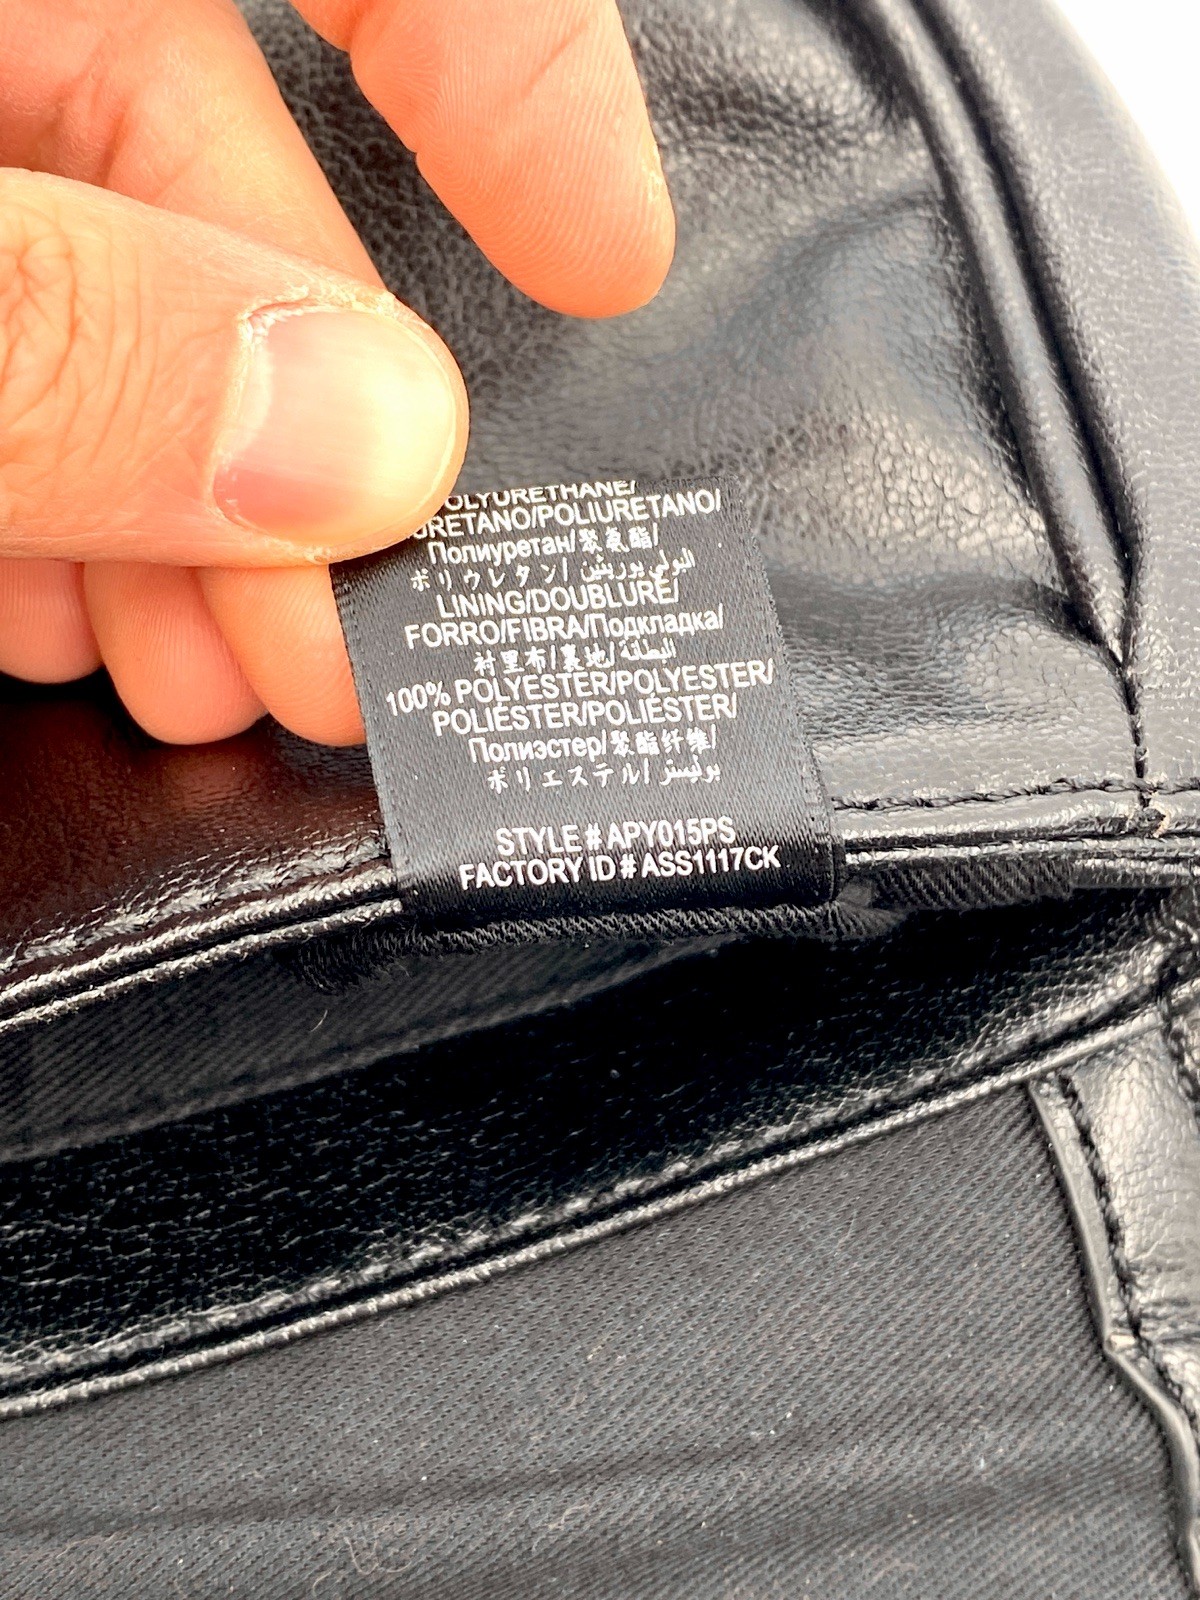 OLYURETHANE/
URETANO/POLIURETANO/
Полиуретан/聚氨酯/
ポリウレタン/ البولي يوريثين
LINING/DOUBLURE/
FORRO/FIBRA/Подкладка/
衬里布/裏地/البطانة
100% POLYESTER/POLYESTER/
POLIÉSTER/POLIÉSTER/
Полиэстер/聚酯纤维/
ポリエステル/ بوليستر
STYLE # APY015PS
FACTORY ID # ASS1117CK